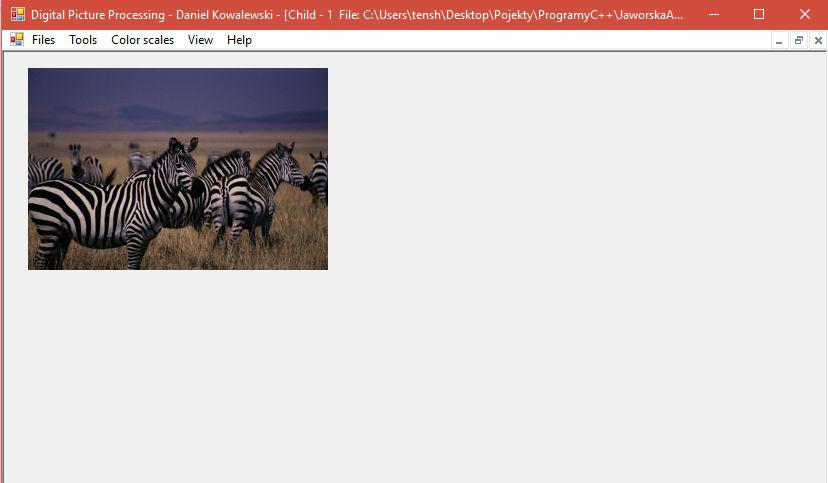 Digital Picture Processing - Daniel Kowalewski - [Child - 1 File: C:\Users\tensh\Desktop\Pojekty\ProgramyC++\JaworskaA...
Files Tools Color scales View Help